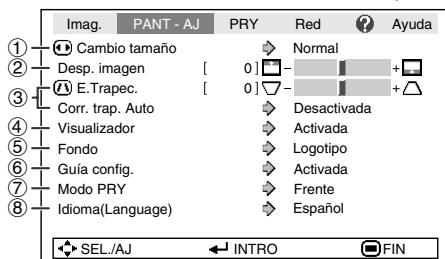 Imag. PANT - AJ PRY Red ? Ayuda
① Cambio tamaño Normal
② Desp. imagen [ 0] - +
③ E.Trapec. [ 0] - +
Corr. trap. Auto Desactivada
④ Visualizador Activada
⑤ Fondo Logotipo
⑥ Guía config. Activada
⑦ Modo PRY Frente
⑧ Idioma(Language) Español
SEL./AJ INTRO FIN